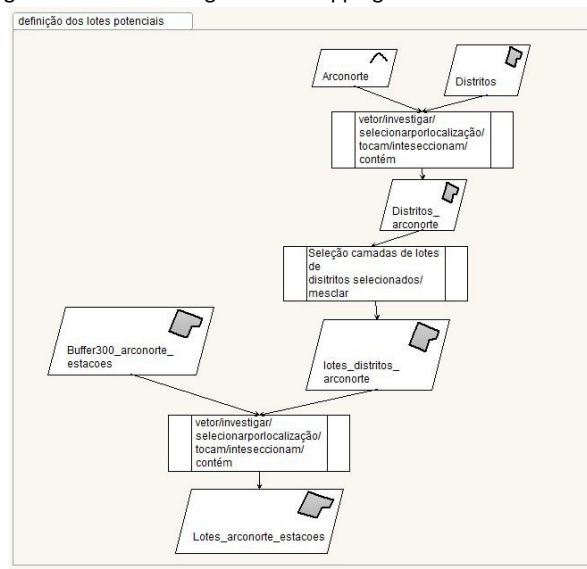 definição dos lotes potenciais
Arconorte
Distritos
vetor/investigar/
selecionarporlocalização/
tocam/inteseccionam/
contém
Distritos_
arconorte
Seleção camadas de lotes
de
disitritos selecionados/
mesclar
Buffer300_arconorte_
estacoes
lotes_distritos_
arconorte
vetor/investigar/
selecionarporlocalização/
tocam/inteseccionam/
contém
Lotes_arconorte_estacoes